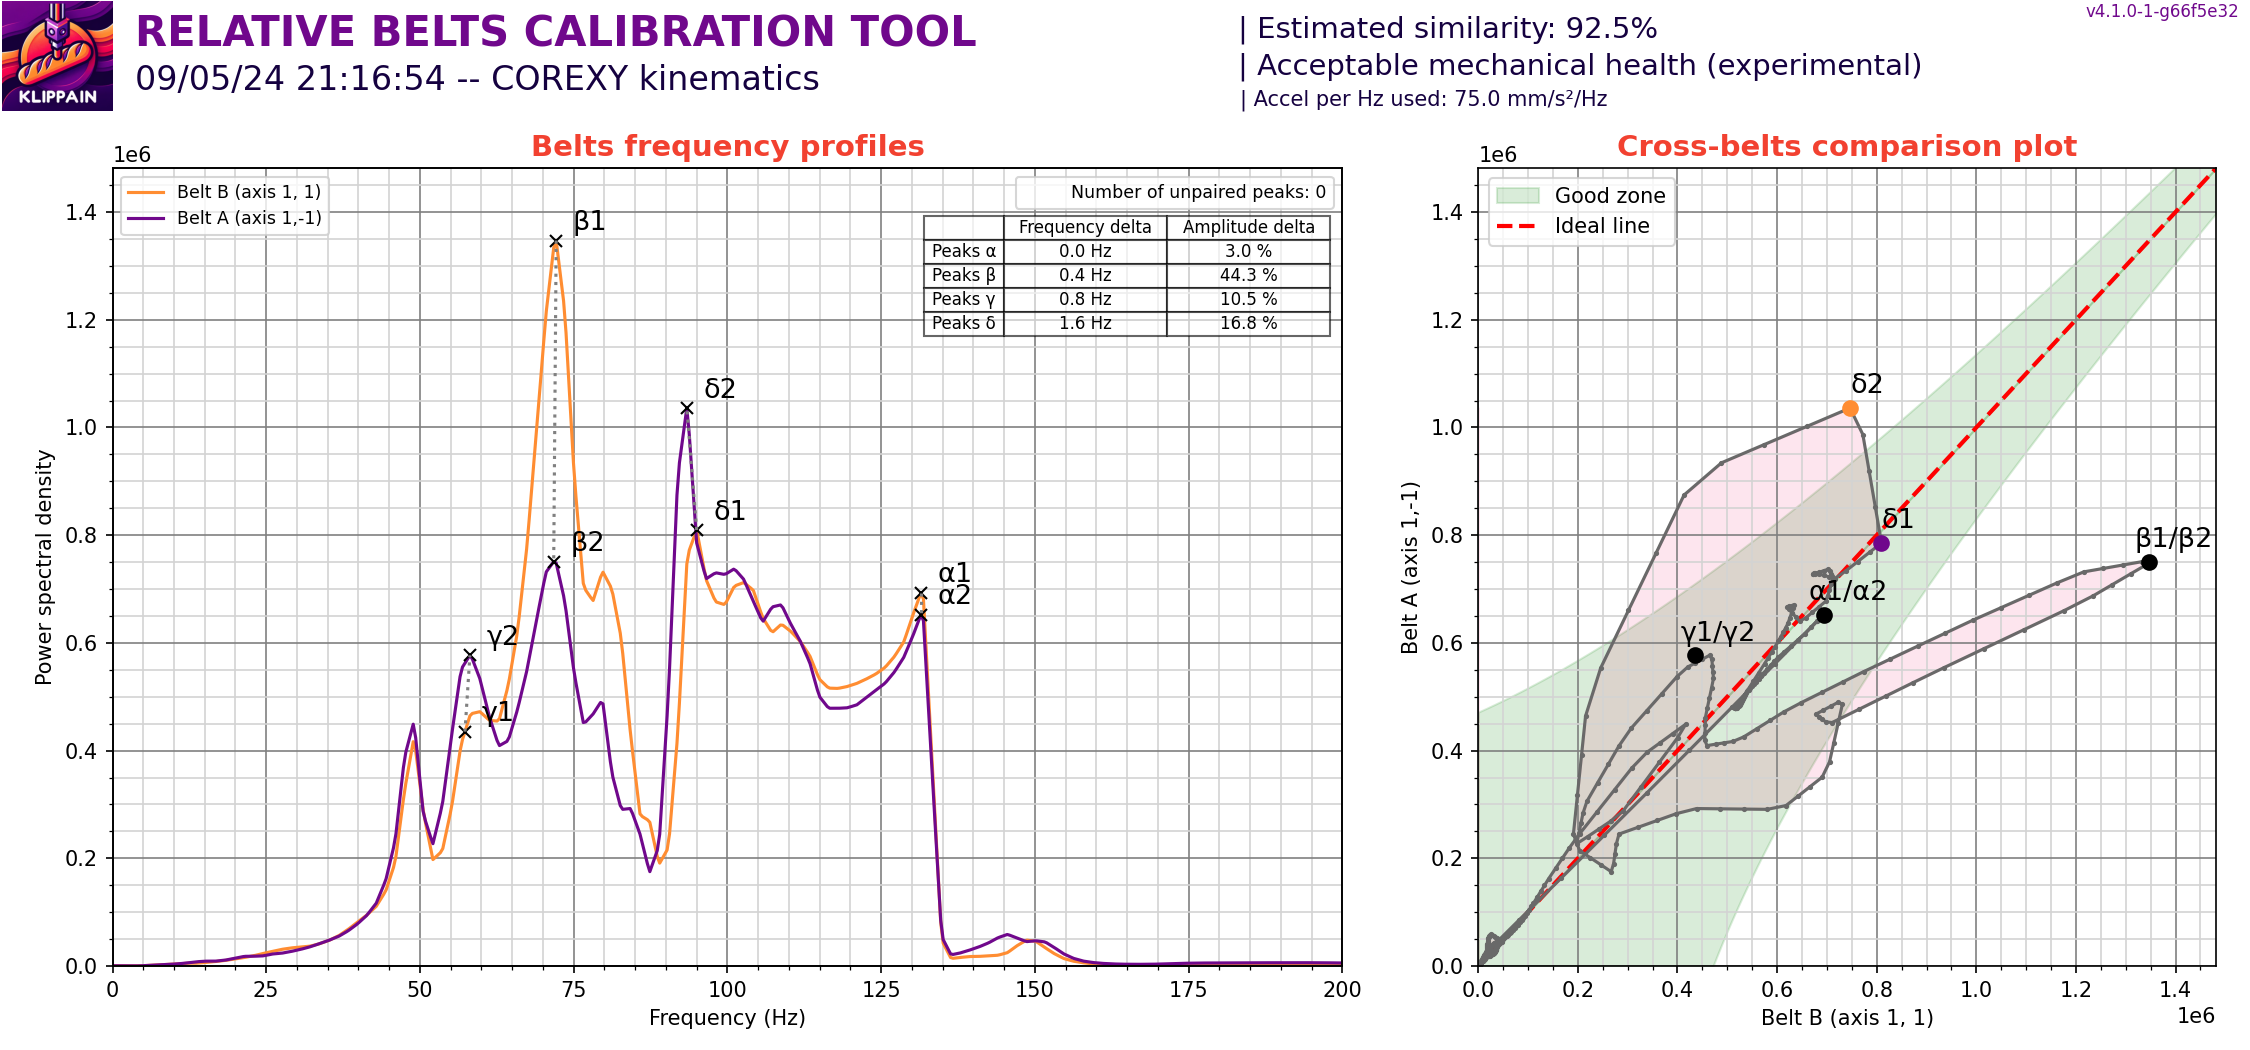 KLIPPAIN
RELATIVE BELTS CALIBRATION TOOL
09/05/24 21:16:54 -- COREXY kinematics
| Estimated similarity: 92.5%
| Acceptable mechanical health (experimental)
| Accel per Hz used: 75.0 mm/s²/Hz
v4.1.0-1-g66f5e32
Belts frequency profiles
1e6
Belt B (axis 1, 1)
Belt A (axis 1,-1)
Number of unpaired peaks: 0
Frequency delta Amplitude delta
Peaks α 0.0 Hz 3.0 %
Peaks β 0.4 Hz 44.3 %
Peaks γ 0.8 Hz 10.5 %
Peaks δ 1.6 Hz 16.8 %
β1
δ2
δ1
β2
α1
α2
γ2
γ1
1.4
1.2
1.0
0.8
0.6
0.4
0.2
0.0
Power spectral density
0 25 50 75 100 125 150 175 200
Frequency (Hz)
Cross-belts comparison plot
1e6
Good zone
Ideal line
δ2
δ1
β1/β2
α1/α2
γ1/γ2
1.4
1.2
1.0
0.8
0.6
0.4
0.2
0.0
Belt A (axis 1,-1)
0.0 0.2 0.4 0.6 0.8 1.0 1.2 1.4
Belt B (axis 1, 1)
1e6